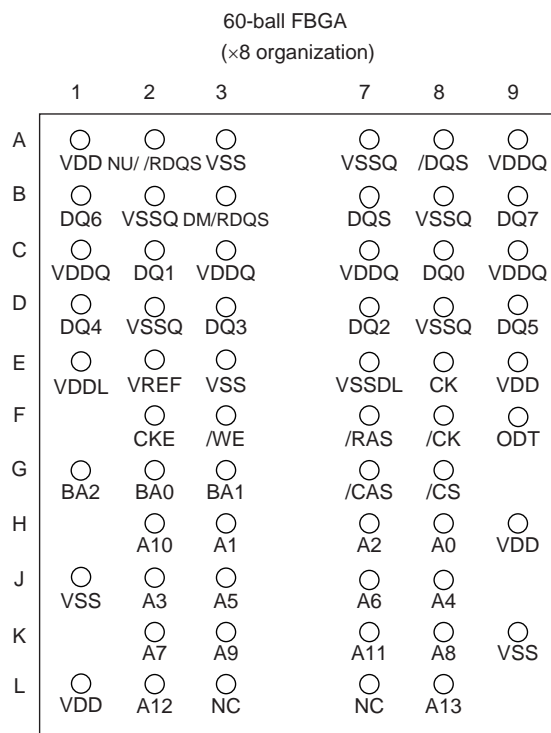 60-ball FBGA
(×8 organization)
1 2 3 7 8 9
A
VDD NU/ /RDQS VSS VSSQ /DQS VDDQ
B
DQ6 VSSQ DM/RDQS DQS VSSQ DQ7
C
VDDQ DQ1 VDDQ VDDQ DQ0 VDDQ
D
DQ4 VSSQ DQ3 DQ2 VSSQ DQ5
E
VDDL VREF VSS VSSDL CK VDD
F
CKE /WE /RAS /CK ODT
G
BA2 BA0 BA1 /CAS /CS
H
A10 A1 A2 A0 VDD
J
VSS A3 A5 A6 A4
K
A7 A9 A11 A8 VSS
L
VDD A12 NC NC A13